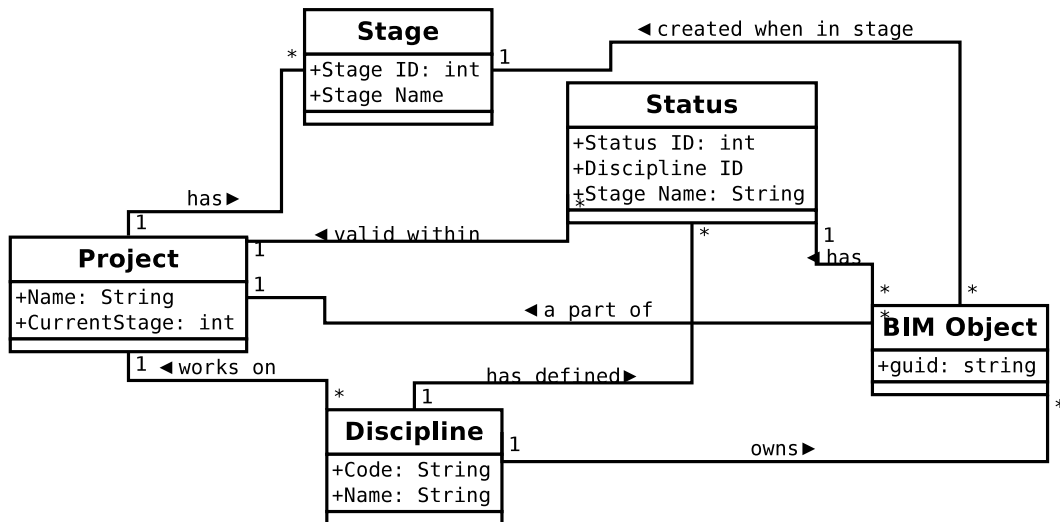 Stage
+Stage ID: int
+Stage Name
*
1
◄ created when in stage
Status
+Status ID: int
+Discipline ID
+Stage Name: String
*
has►
1
◄ valid within
1
*
1
◄ has
Project
+Name: String
+CurrentStage: int
1
◄ a part of
*
*
*
BIM Object
+guid: string
1
◄ works on
*
has defined►
1
*
Discipline
+Code: String
+Name: String
1
owns ►